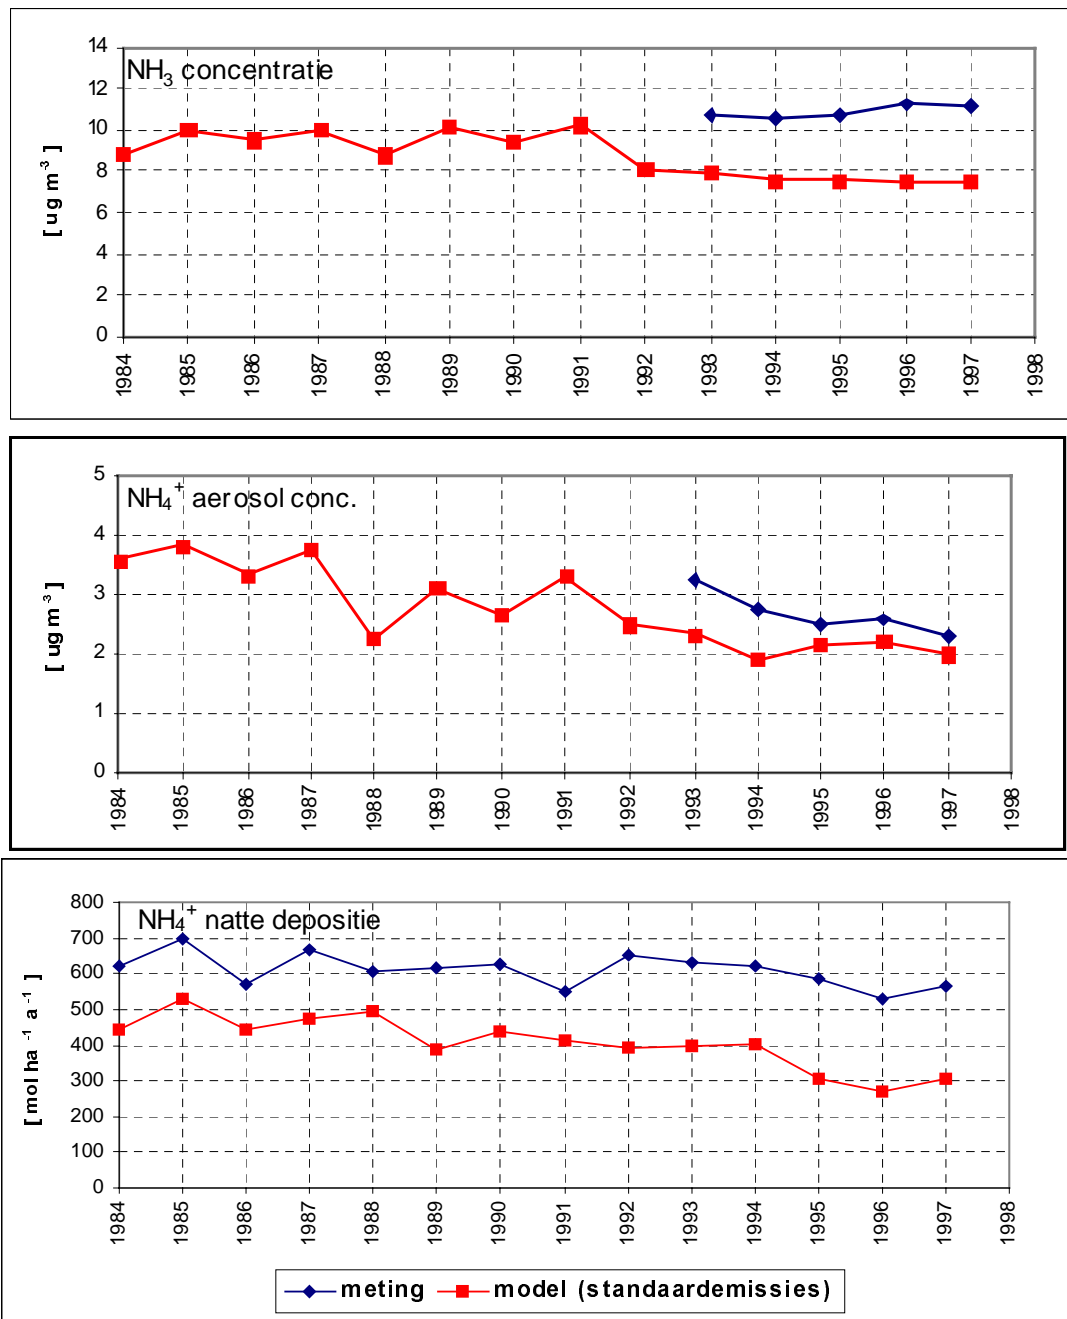 NH₃ concentratie
14
12
10
8
6
4
2
0
[ ug m⁻³ ]
1984 1985 1986 1987 1988 1989 1990 1991 1992 1993 1994 1995 1996 1997 1998
NH₄⁺ aerosol conc.
5
4
3
2
1
0
[ ug m⁻³ ]
1984 1985 1986 1987 1988 1989 1990 1991 1992 1993 1994 1995 1996 1997 1998
NH₄⁺ natte depositie
800
700
600
500
400
300
200
100
0
[ mol ha⁻¹ a⁻¹ ]
1984 1985 1986 1987 1988 1989 1990 1991 1992 1993 1994 1995 1996 1997 1998
meting model (standaardemissies)